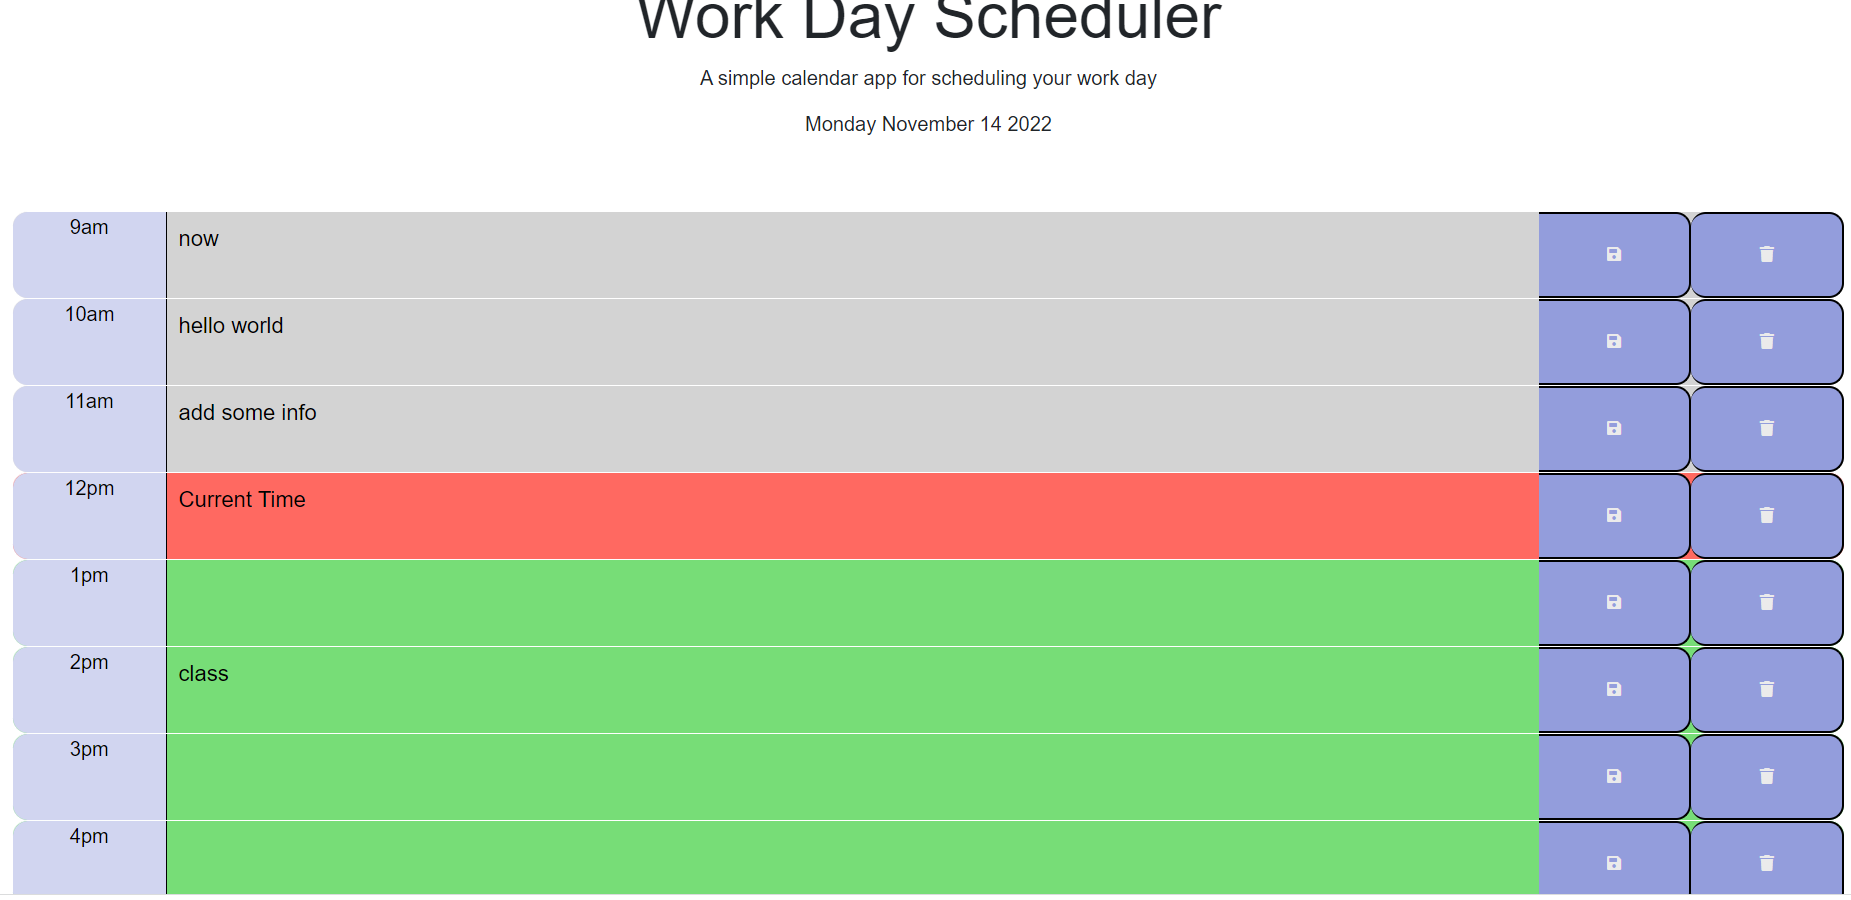 Work Day Scheduler
A simple calendar app for scheduling your work day
Monday November 14 2022
9am
now
10am
hello world
11am
add some info
12pm
Current Time
1pm
2pm
class
3pm
4pm